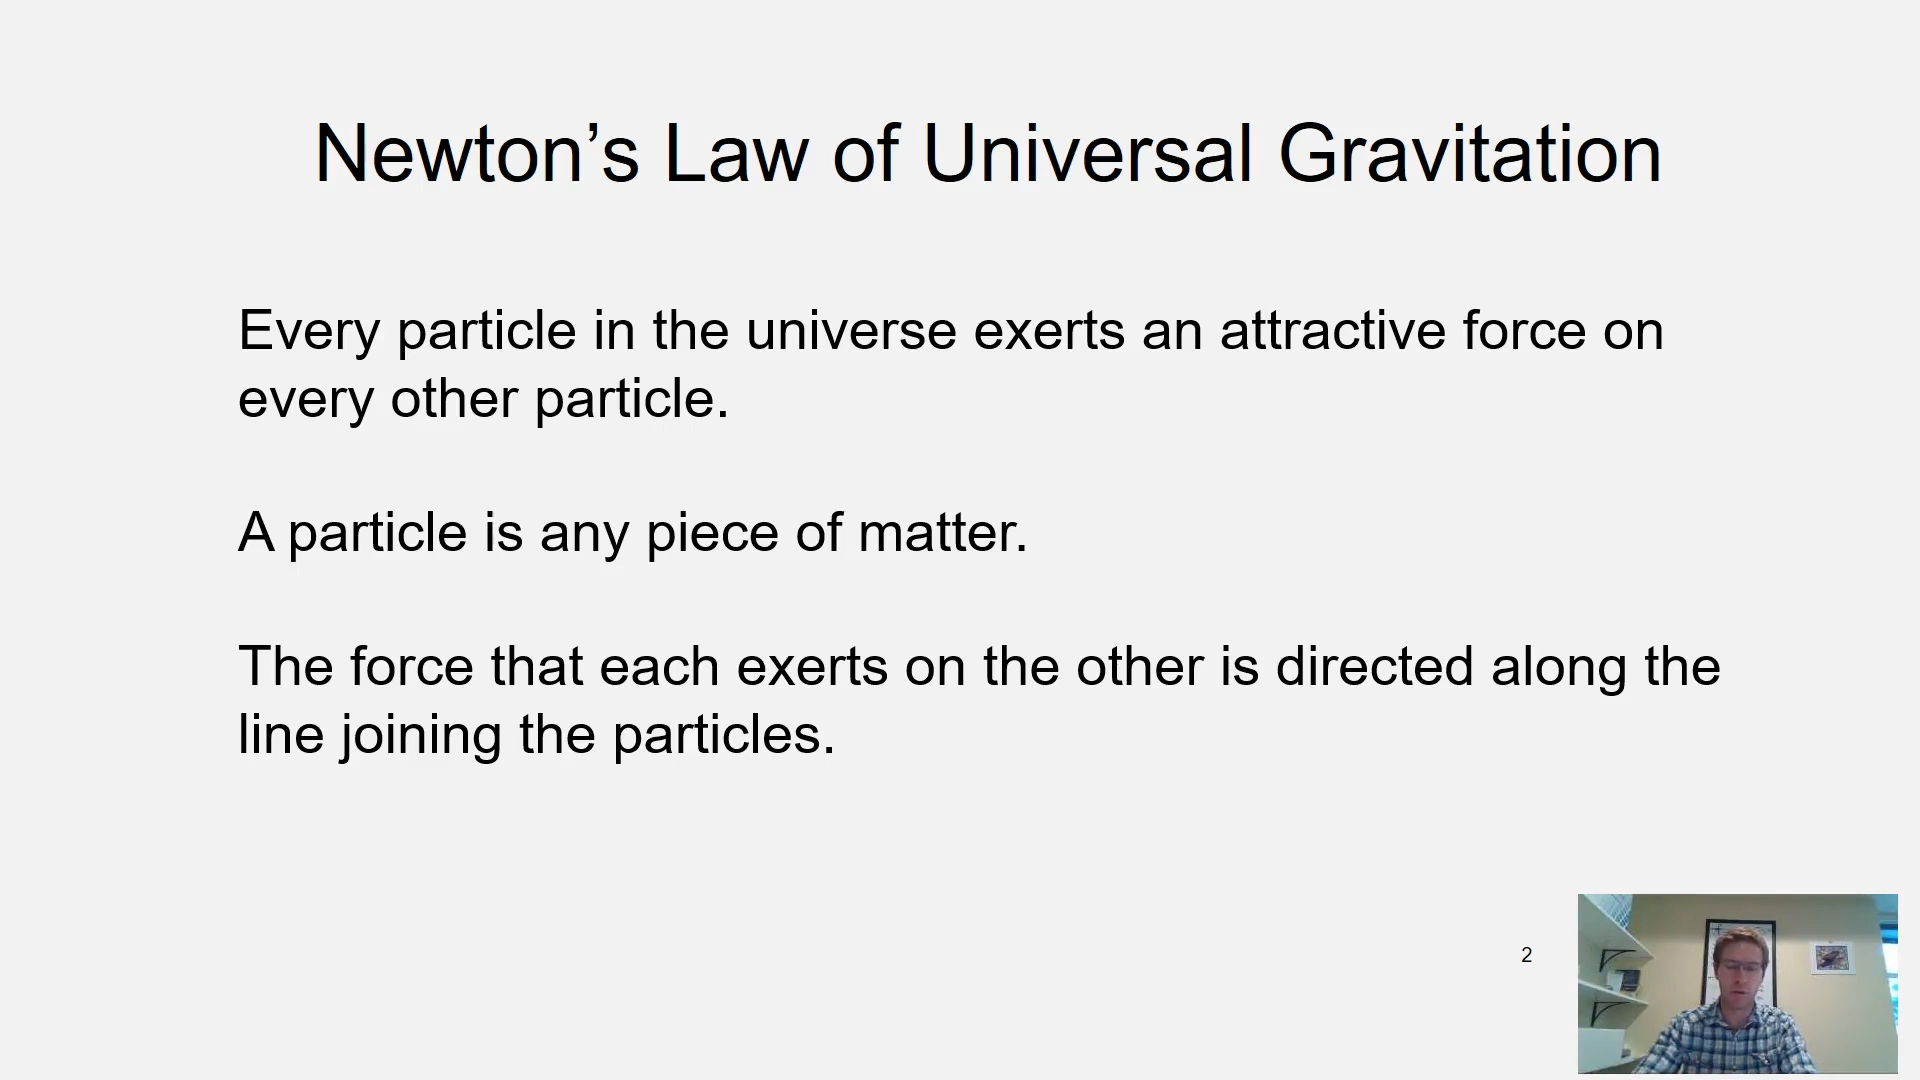 Newton’s Law of Universal Gravitation
Every particle in the universe exerts an attractive force on
every other particle.
A particle is any piece of matter.
The force that each exerts on the other is directed along the
line joining the particles.
2